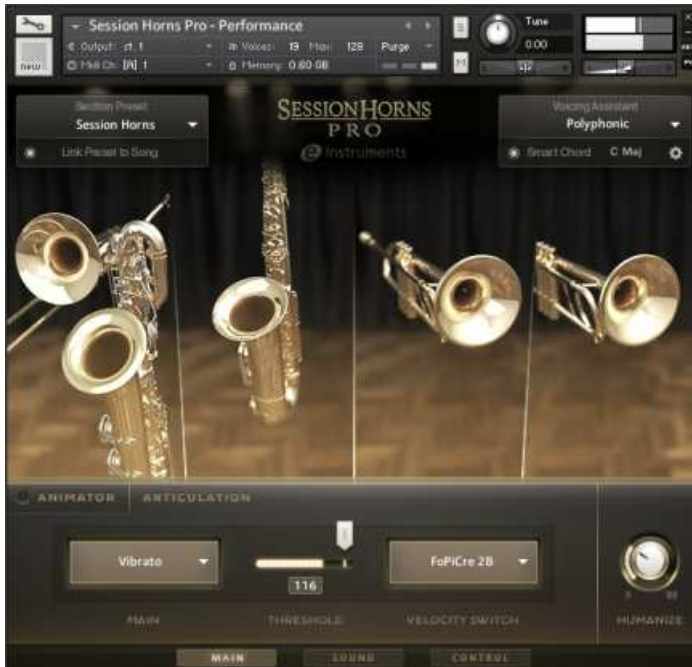 Session Horns Pro - Performance
Output: st. 1
Voices: 19 Max: 128
Purge
Midi Ch: [A] 1
Memory: 0.60 GB
new
S
M
Tune
0.00
Section Preset
Session Horns
Link Preset to Song
SESSIONHORNS
PRO
e instruments
Voicing Assistant
Polyphonic
Smart Chord C Maj
ANIMATOR ARTICULATION
Vibrato
116
FoPiCre 2B
MAIN THRESHOLD VELOCITY SWITCH HUMANIZE
MAIN SOUND CONTROL